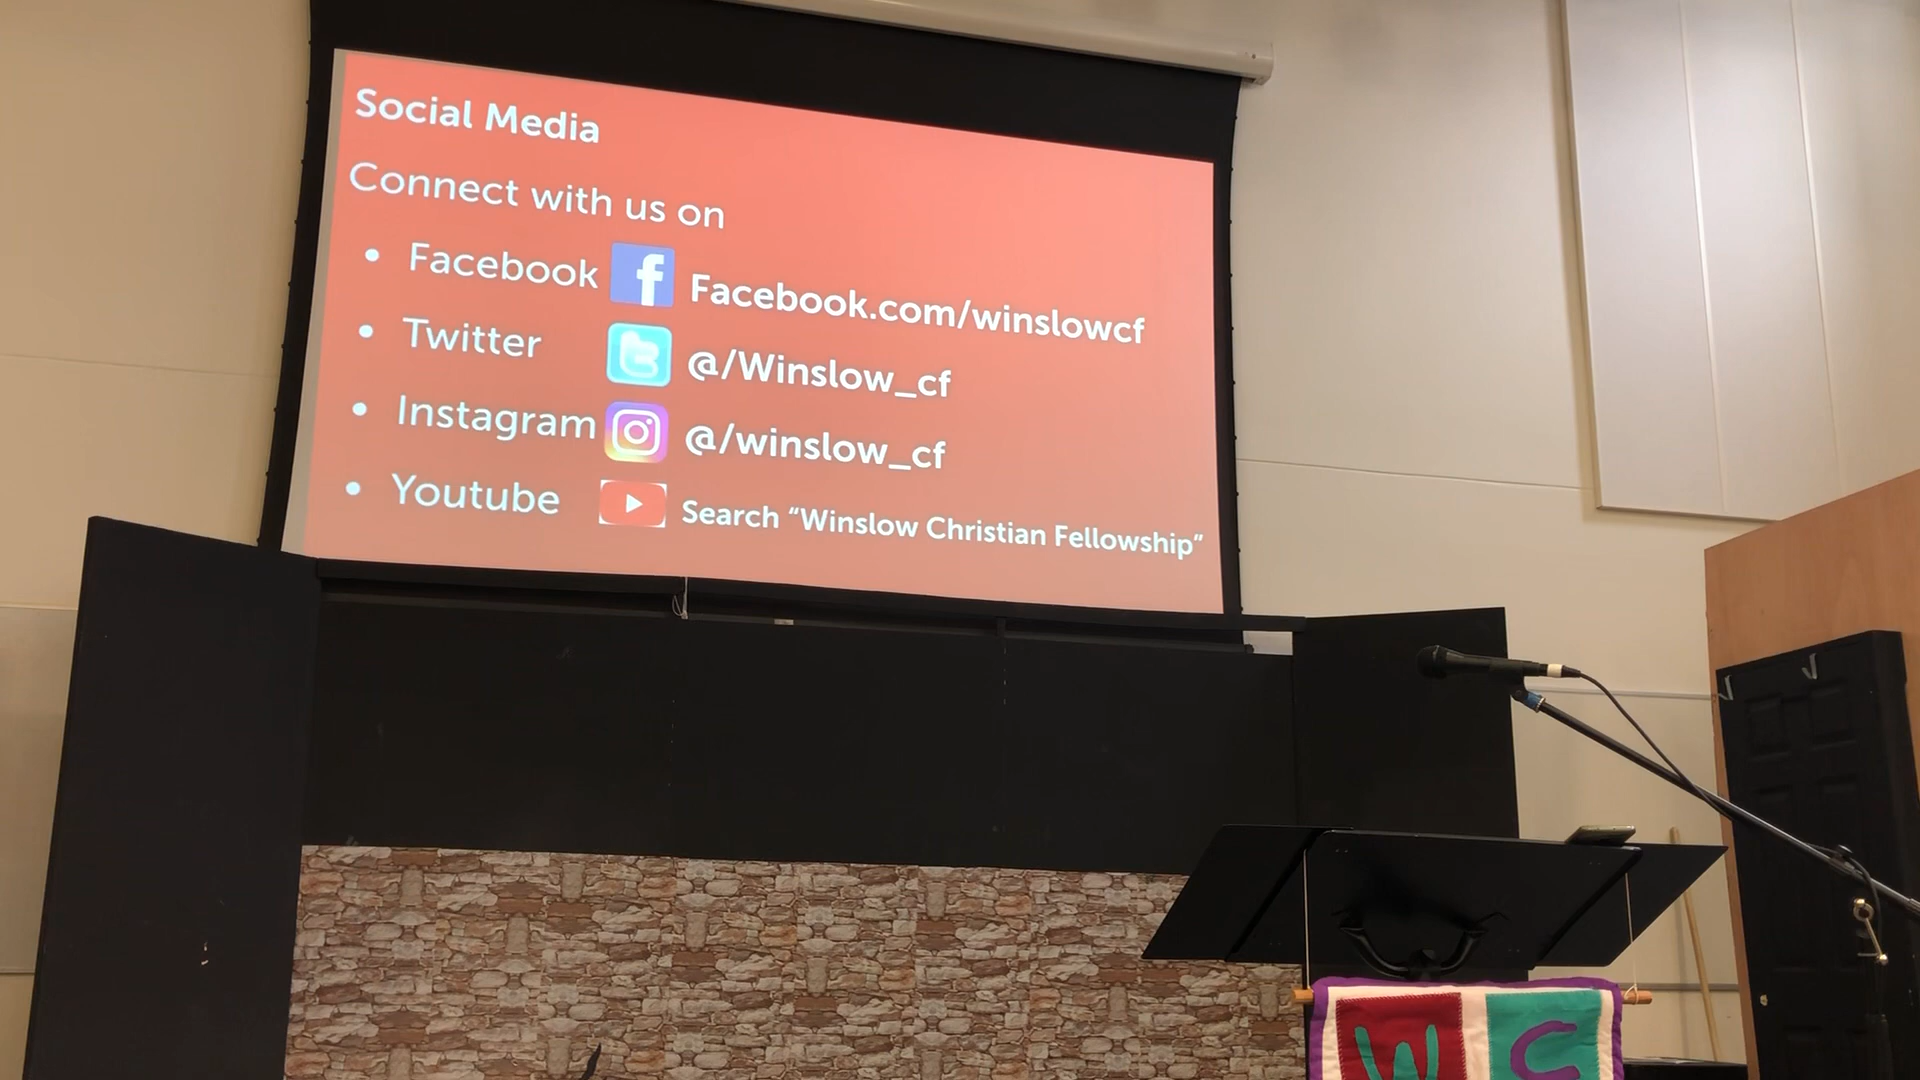 Social Media
Connect with us on
• Facebook f Facebook.com/winslowcf
• Twitter t @/Winslow_cf
• Instagram @/winslow_cf
• Youtube Search “Winslow Christian Fellowship”
W C